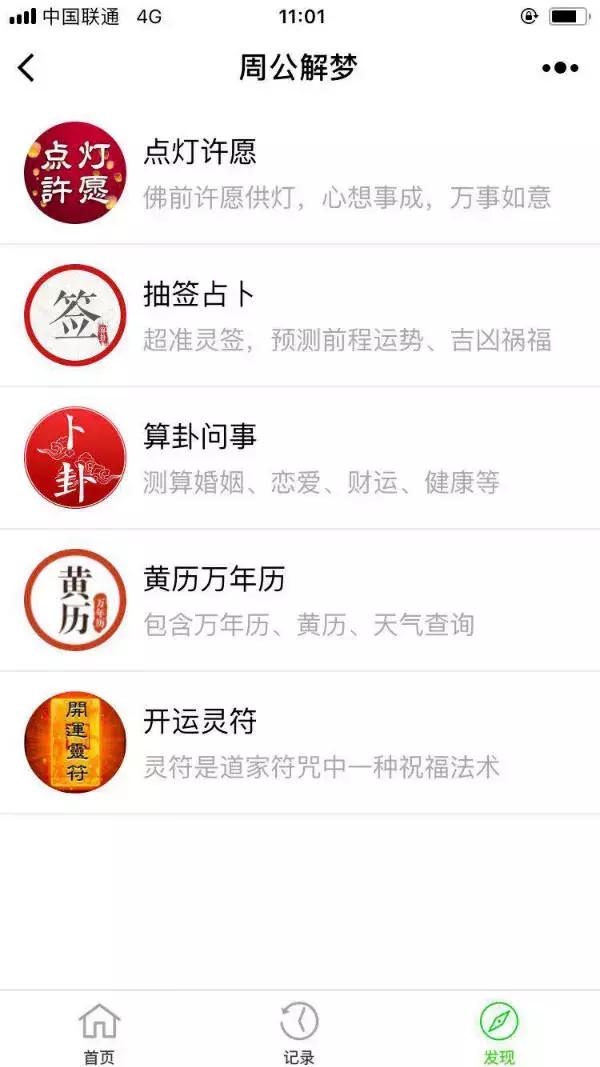 中国联通 4G 11:01
周公解梦
点灯
許愿
点灯许愿
佛前许愿供灯，心想事成，万事如意
签
抽签占卜
超准灵签，预测前程运势、吉凶祸福
卜
卦
算卦问事
测算婚姻、恋爱、财运、健康等
黄
历
万年历
黄历万年历
包含万年历、黄历、天气查询
開
運
靈
符
开运灵符
灵符是道家符咒中一种祝福法术
首页 记录 发现